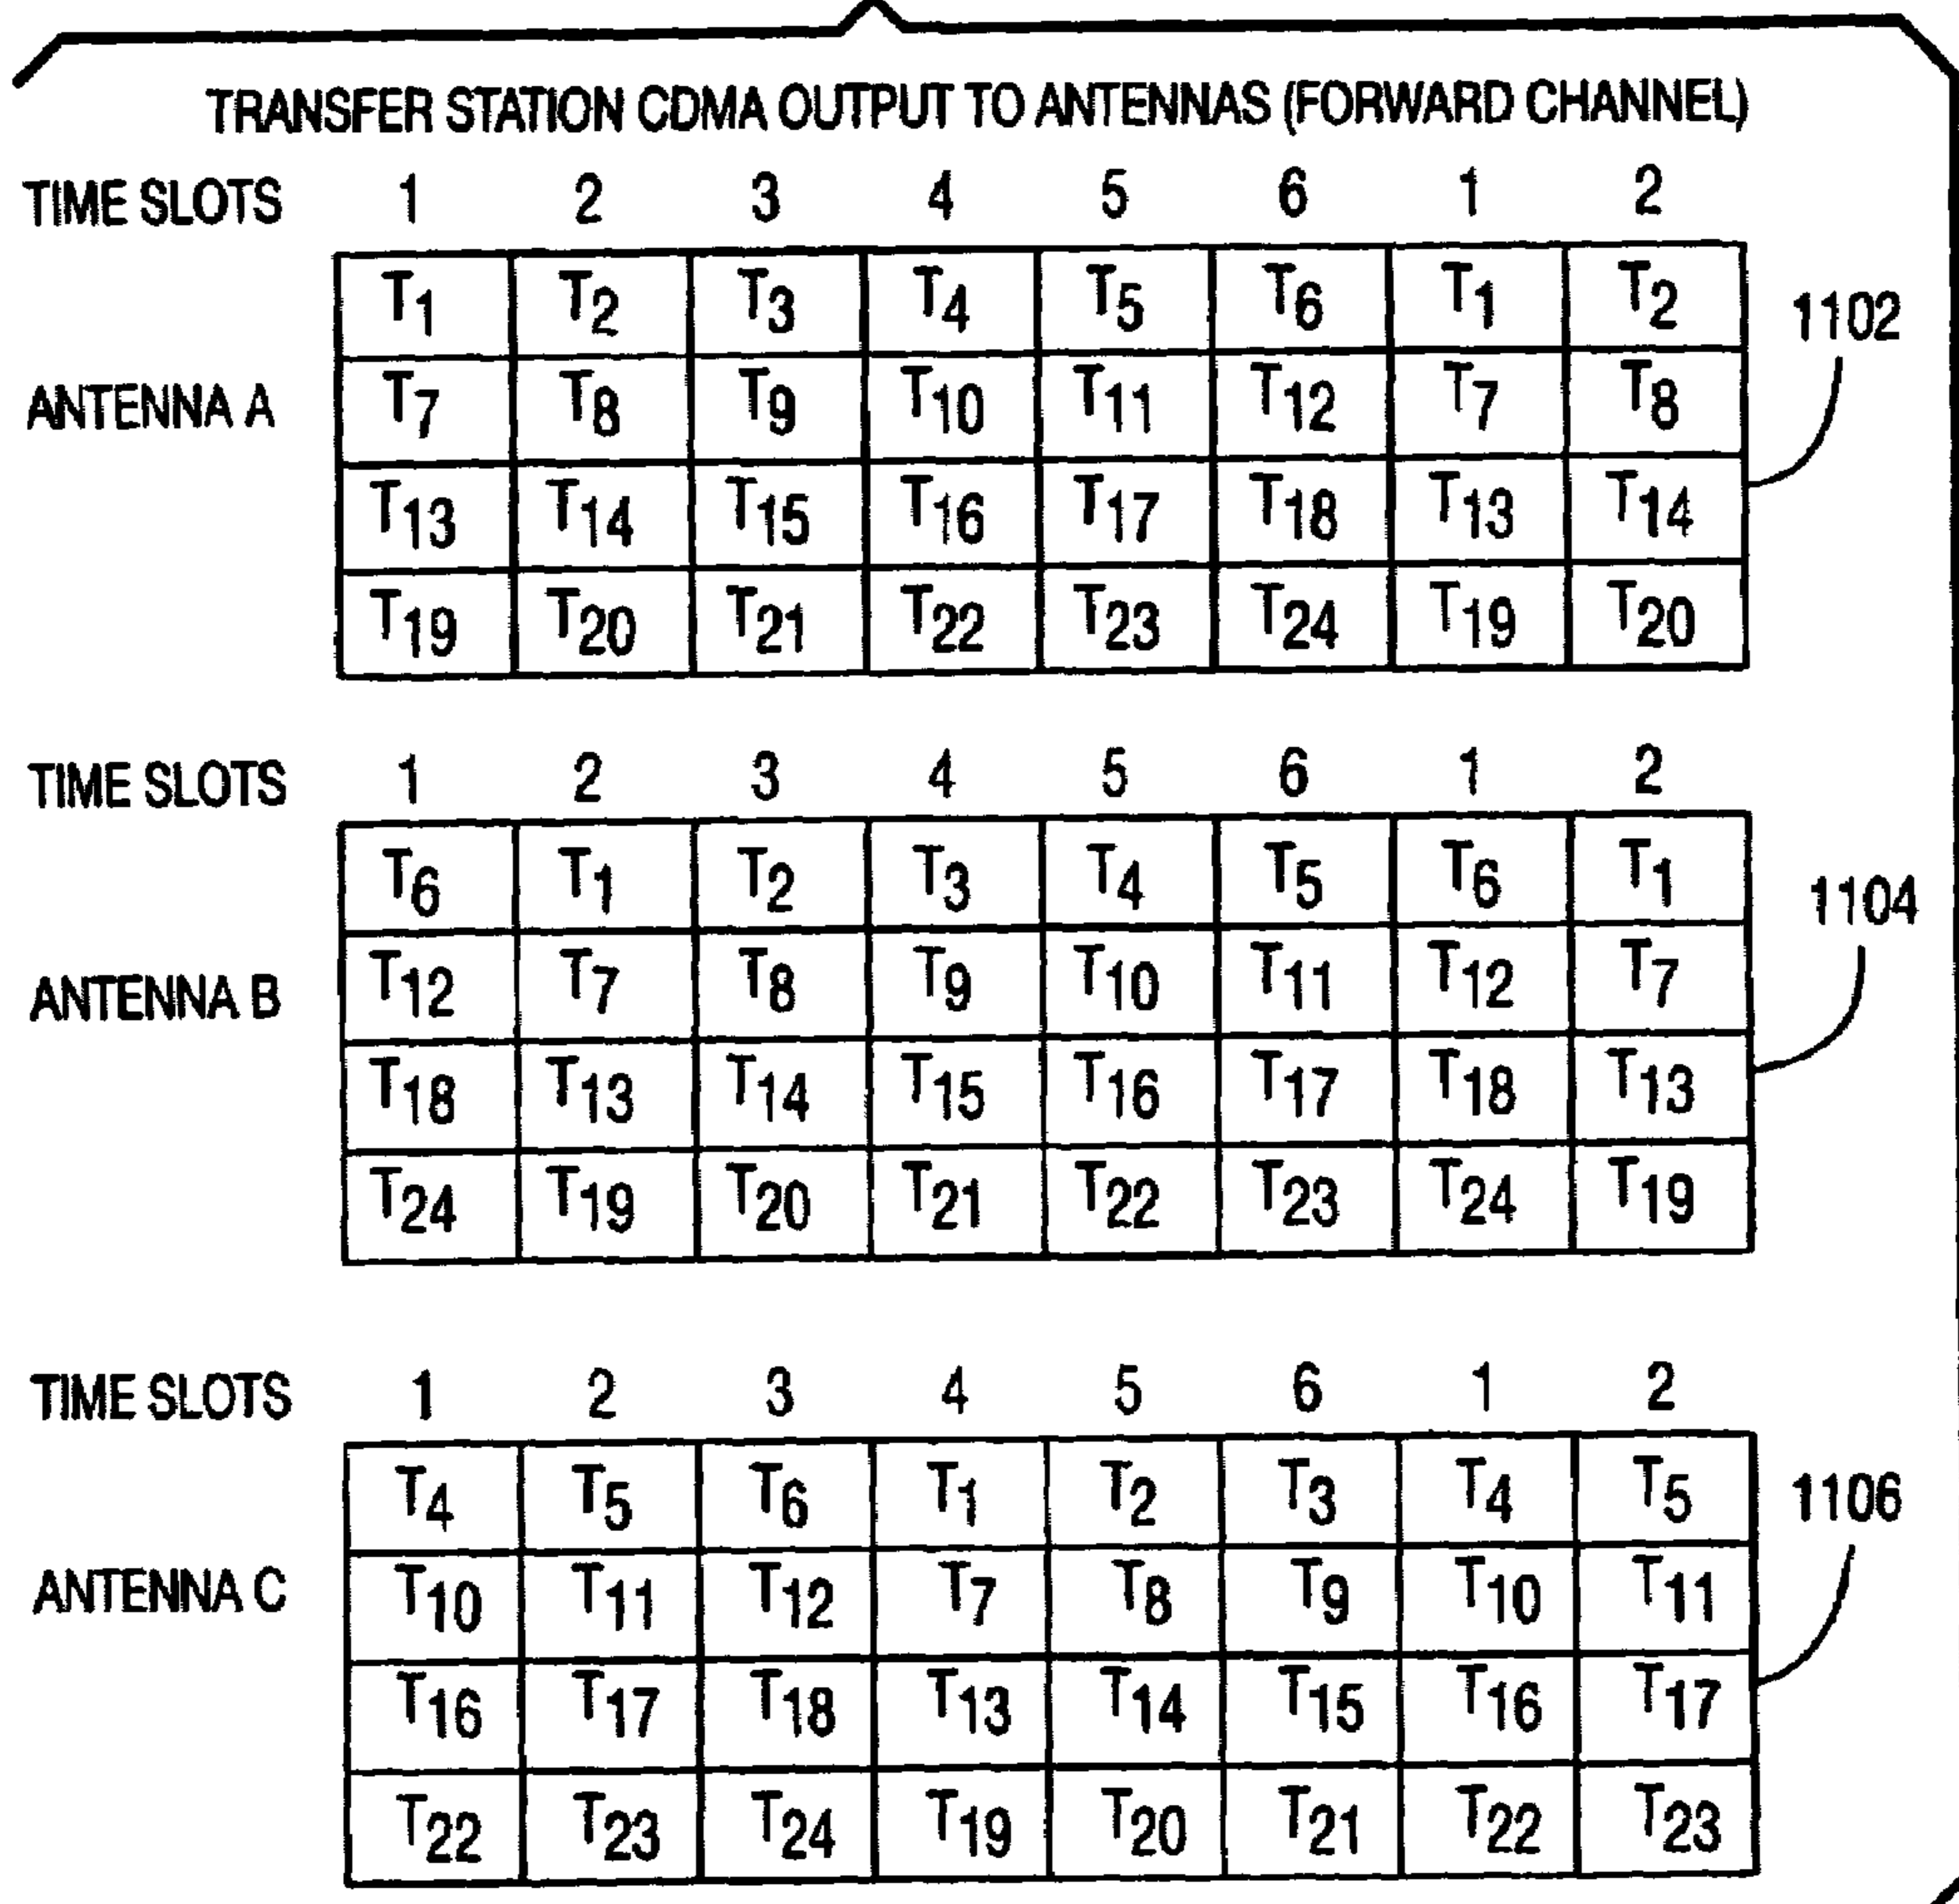 TRANSFER STATION CDMA OUTPUT TO ANTENNAS (FORWARD CHANNEL)
TIME SLOTS 1 2 3 4 5 6 1 2
T1 T2 T3 T4 T5 T6 T1 T2
1102
ANTENNA A T7 T8 T9 T10 T11 T12 T7 T8
T13 T14 T15 T16 T17 T18 T13 T14
T19 T20 T21 T22 T23 T24 T19 T20
TIME SLOTS 1 2 3 4 5 6 1 2
T6 T1 T2 T3 T4 T5 T6 T1
1104
ANTENNA B T12 T7 T8 T9 T10 T11 T12 T7
T18 T13 T14 T15 T16 T17 T18 T13
T24 T19 T20 T21 T22 T23 T24 T19
TIME SLOTS 1 2 3 4 5 6 1 2
T4 T5 T6 T1 T2 T3 T4 T5
1106
ANTENNA C T10 T11 T12 T7 T8 T9 T10 T11
T16 T17 T18 T13 T14 T15 T16 T17
T22 T23 T24 T19 T20 T21 T22 T23